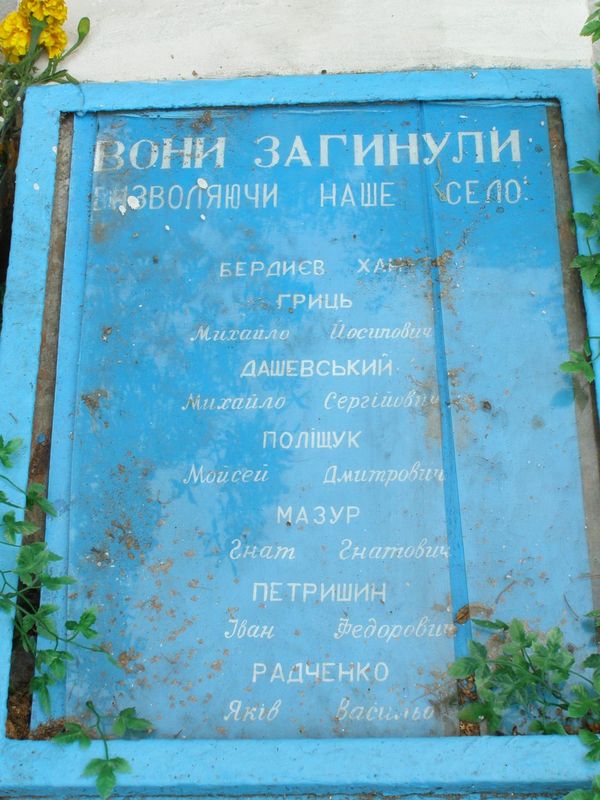 ВОНИ ЗАГИНУЛИ
ВИЗВОЛЯЮЧИ НАШЕ СЕЛО
БЕРДИЄВ
ГРИЦЬ
Михайло Йосипович
ДАШЕВСЬКИЙ
Михайло Сергійович
ПОЛІЩУК
Мойсей Дмитрович
МАЗУР
Гнат Гнатович
ПЕТРИШИН
Іван Федорович
РАДЧЕНКО
Яків